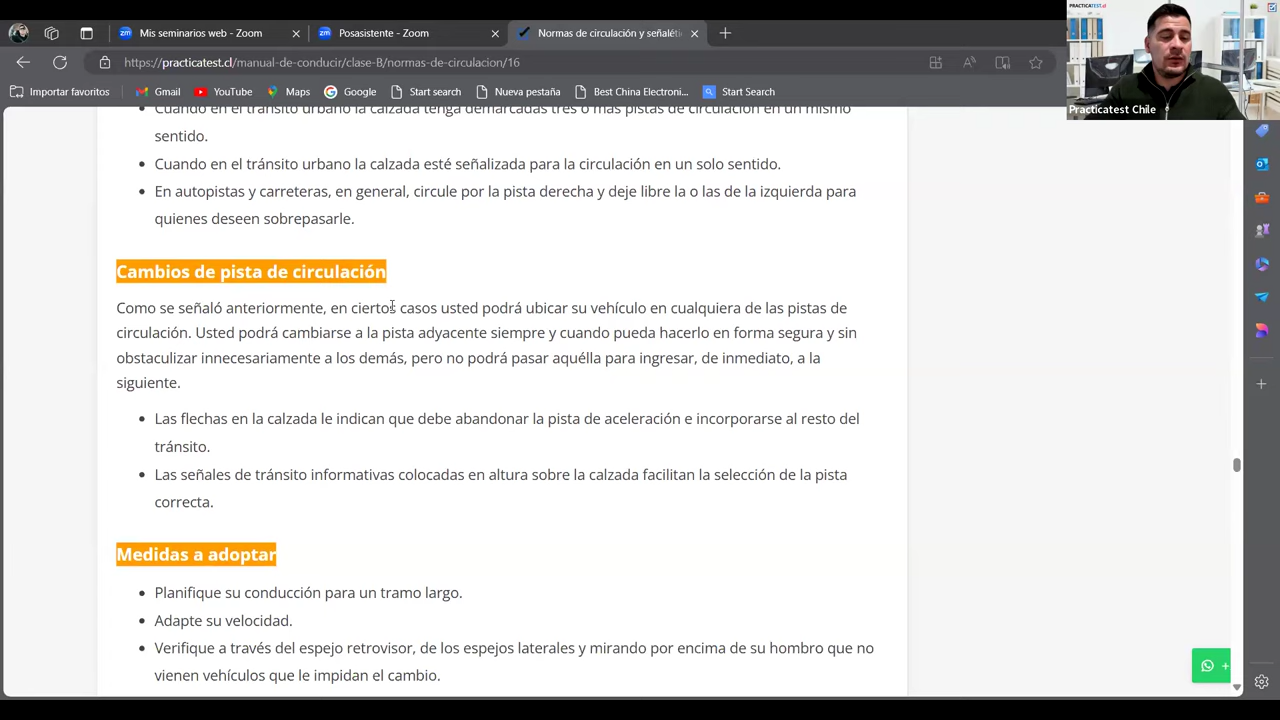 Mis seminarios web - Zoom
Posasistente - Zoom
Normas de circulación y señaléti
PRACTICATEST.cl
https://practicatest.cl/manual-de-conducir/clase-B/normas-de-circulacion/16
Importar favoritos
Gmail
YouTube
Maps
Google
Start search
Nueva pestaña
Best China Electroni...
Start Search
Practicatest Chile
Cuando en el tránsito urbano la calzada tenga demarcadas tres o más pistas de circulación en un mismo
sentido.
Cuando en el tránsito urbano la calzada esté señalizada para la circulación en un solo sentido.
En autopistas y carreteras, en general, circule por la pista derecha y deje libre la o las de la izquierda para
quienes deseen sobrepasarle.
Cambios de pista de circulación
Como se señaló anteriormente, en ciertos casos usted podrá ubicar su vehículo en cualquiera de las pistas de
circulación. Usted podrá cambiarse a la pista adyacente siempre y cuando pueda hacerlo en forma segura y sin
obstaculizar innecesariamente a los demás, pero no podrá pasar aquélla para ingresar, de inmediato, a la
siguiente.
Las flechas en la calzada le indican que debe abandonar la pista de aceleración e incorporarse al resto del
tránsito.
Las señales de tránsito informativas colocadas en altura sobre la calzada facilitan la selección de la pista
correcta.
Medidas a adoptar
Planifique su conducción para un tramo largo.
Adapte su velocidad.
Verifique a través del espejo retrovisor, de los espejos laterales y mirando por encima de su hombro que no
vienen vehículos que le impidan el cambio.